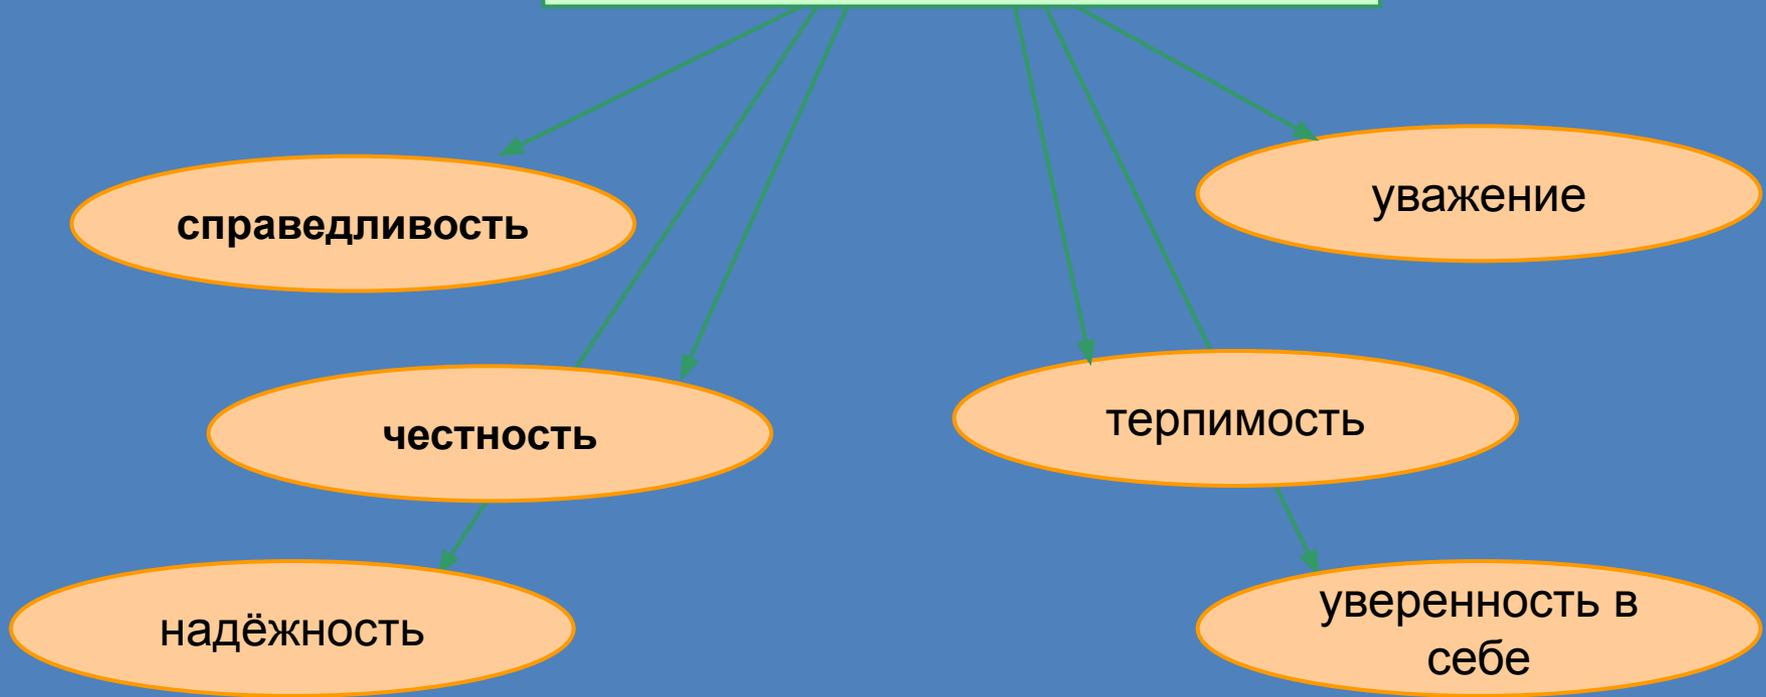 справедливость
уважение
честность
терпимость
надёжность
уверенность в
себе